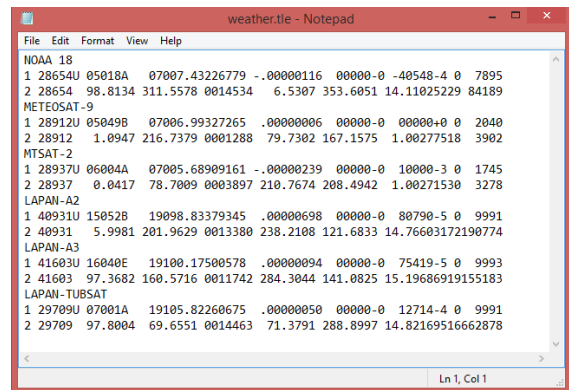 weather.tle - Notepad
File Edit Format View Help
NOAA 18
1 28654U 05018A   07007.43226779 -.00000116  00000-0 -40548-4 0  7895
2 28654  98.8134 311.5578 0014534   6.5307 353.6051 14.11025229 84189
METEOSAT-9
1 28912U 05049B   07006.99327265  .00000006  00000-0  00000+0 0  2040
2 28912   1.0947 216.7379 0001288  79.7302 167.1575  1.00277518  3902
MTSAT-2
1 28937U 06004A   07005.68909161 -.00000239  00000-0  10000-3 0  1745
2 28937   0.0417  78.7009 0003897 210.7674 208.4942  1.00271530  3278
LAPAN-A2
1 40931U 15052B   19098.83379345  .00000698  00000-0  80790-5 0  9991
2 40931   5.9981 201.9629 0013380 238.2108 121.6833 14.76603172190774
LAPAN-A3
1 41603U 16040E   19100.17500578  .00000094  00000-0  75419-5 0  9993
2 41603  97.3682 160.5716 0011742 284.3044 141.0825 15.19686919155183
LAPAN-TUBSAT
1 29709U 07001A   19105.82260675  .00000050  00000-0  12714-4 0  9991
2 29709  97.8004  69.6551 0014463  71.3791 288.8997 14.82169516662878
Ln 1, Col 1